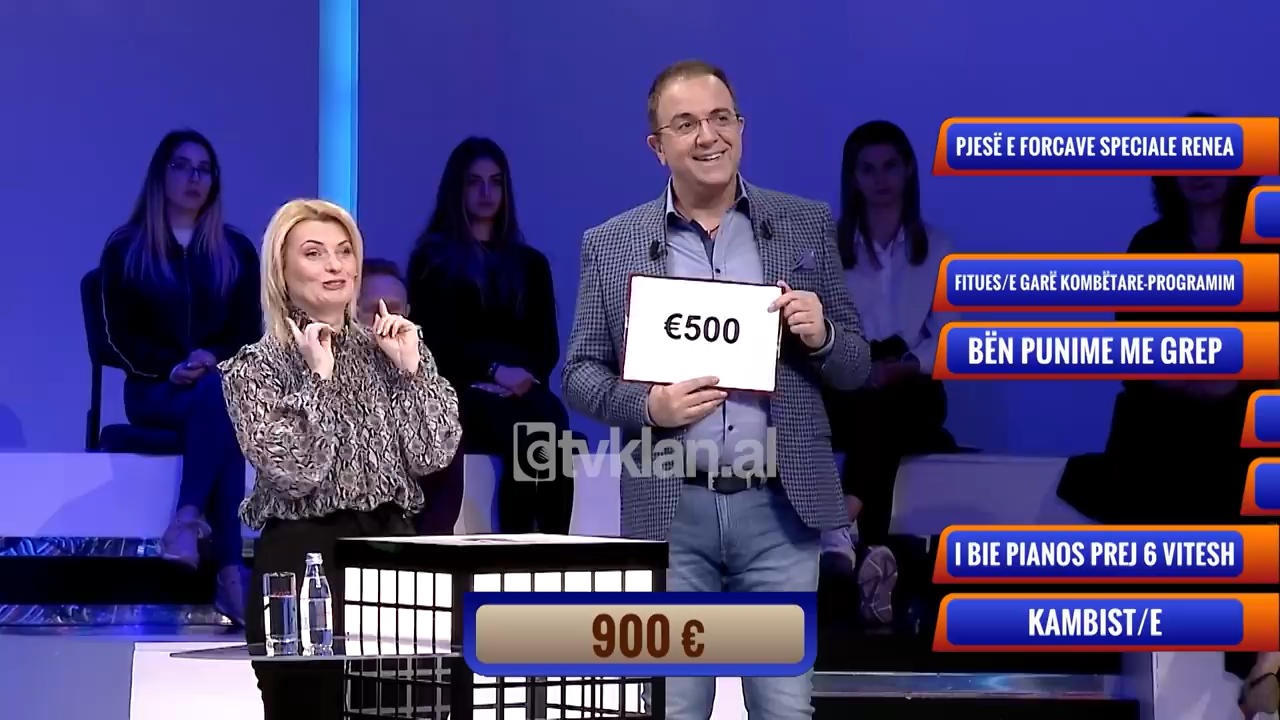 PJESË E FORCAVE SPECIALE RENEA
FITUES/E GARË KOMBËTARE-PROGRAMIM
€500
BËN PUNIME ME GREP
tvklan.al
I BIE PIANOS PREJ 6 VITESH
900 €
KAMBIST/E